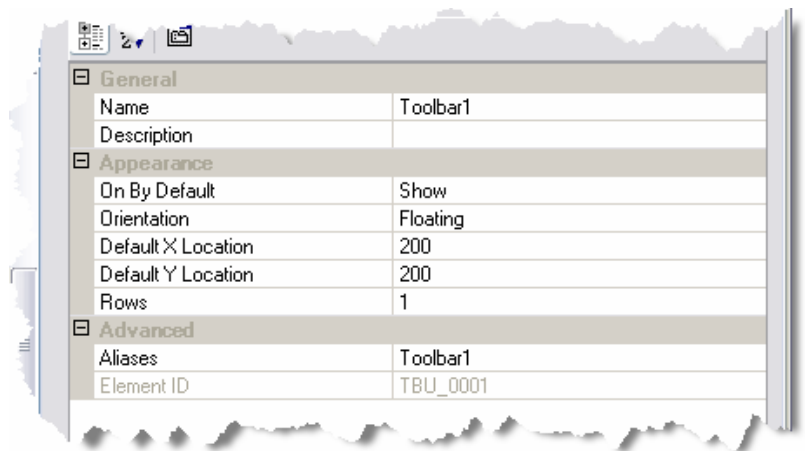 General
Name Toolbar1
Description
Appearance
On By Default Show
Orientation Floating
Default X Location 200
Default Y Location 200
Rows 1
Advanced
Aliases Toolbar1
Element ID TBU_0001